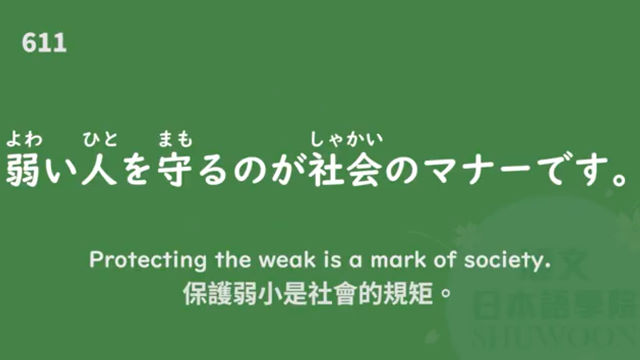 611
よわ ひと まも しゃかい
弱い人を守るのが社会のマナーです。
Protecting the weak is a mark of society.
保護弱小是社會的規矩。
文
日本語學院
SHUWOON